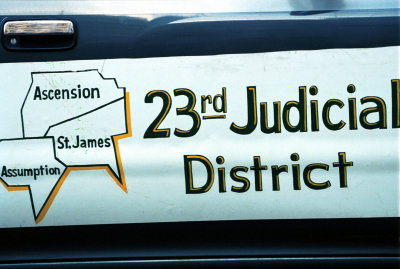 Ascension
St. James
Assumption
23rd Judicial
District